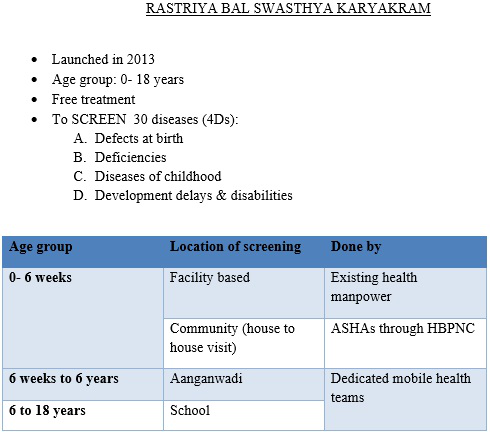 RASTRIYA BAL SWASTHYA KARYAKRAM
• Launched in 2013
• Age group: 0- 18 years
• Free treatment
• To SCREEN 30 diseases (4Ds):
A. Defects at birth
B. Deficiencies
C. Diseases of childhood
D. Development delays & disabilities
Age group Location of screening Done by
0- 6 weeks Facility based Existing health
manpower
Community (house to ASHAs through HBPNC
house visit)
6 weeks to 6 years Aanganwadi Dedicated mobile health
teams
6 to 18 years School